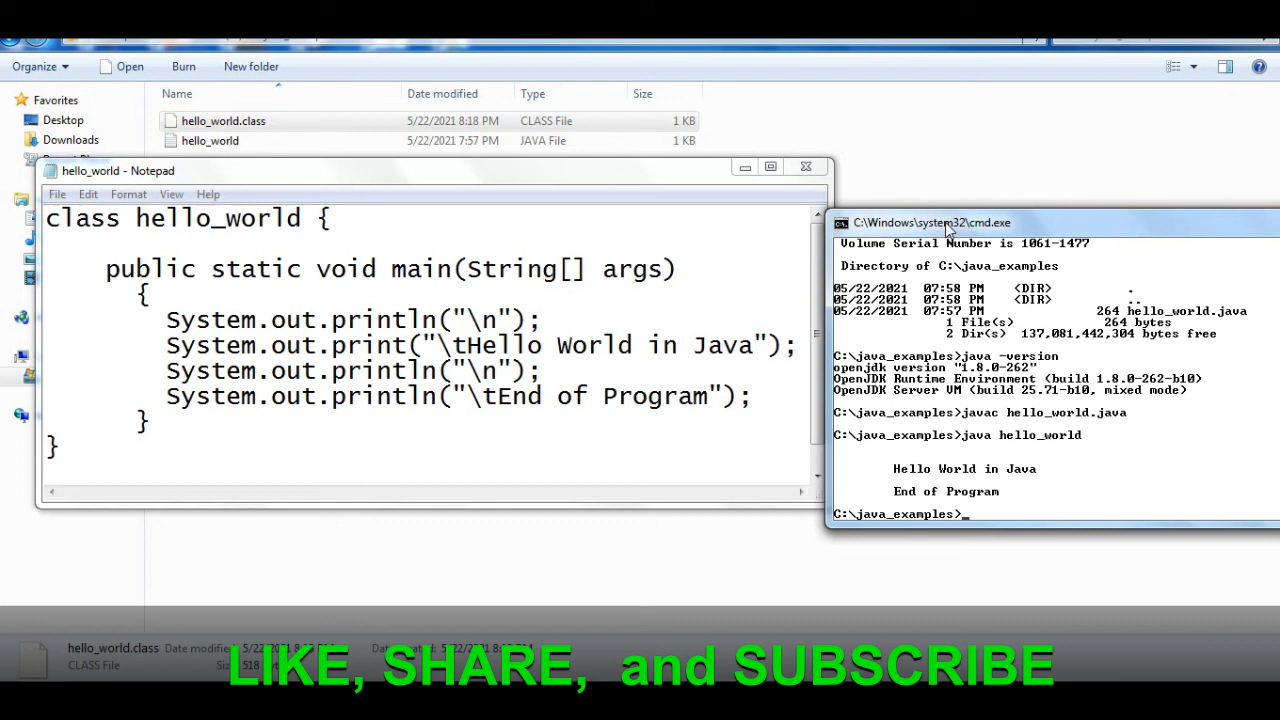 Organize
Open
Burn
New folder
Name
Date modified
Type
Size
Favorites
Desktop
Downloads
hello_world.class
5/22/2021 8:18 PM
CLASS File
1 KB
hello_world
5/22/2021 7:57 PM
JAVA File
1 KB
hello_world - Notepad
File Edit Format View Help
class hello_world {
public static void main(String[] args)
{
System.out.println("\n");
System.out.print("\tHello World in Java");
System.out.println("\n");
System.out.println("\tEnd of Program");
}
}
C:\Windows\system32\cmd.exe
Volume Serial Number is 1061-1477
Directory of C:\java_examples
05/22/2021 07:58 PM <DIR> .
05/22/2021 07:58 PM <DIR> ..
05/22/2021 07:57 PM 264 hello_world.java
1 File(s) 264 bytes
2 Dir(s) 137,081,442,304 bytes free
C:\java_examples>java -version
openjdk version "1.8.0-262"
OpenJDK Runtime Environment (build 1.8.0-262-b10)
OpenJDK Server VM (build 25.71-b10, mixed mode)
C:\java_examples>javac hello_world.java
C:\java_examples>java hello_world
Hello World in Java
End of Program
C:\java_examples>_
hello_world.class Date modified:
CLASS File
LIKE, SHARE, and SUBSCRIBE